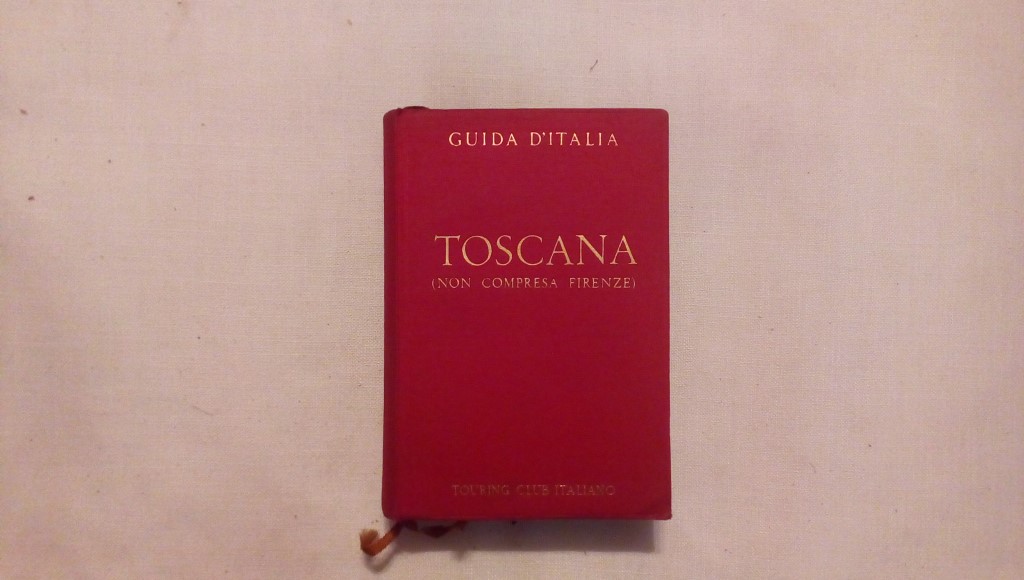 GUIDA D'ITALIA
TOSCANA
(NON COMPRESA FIRENZE)
TOURING CLUB ITALIANO